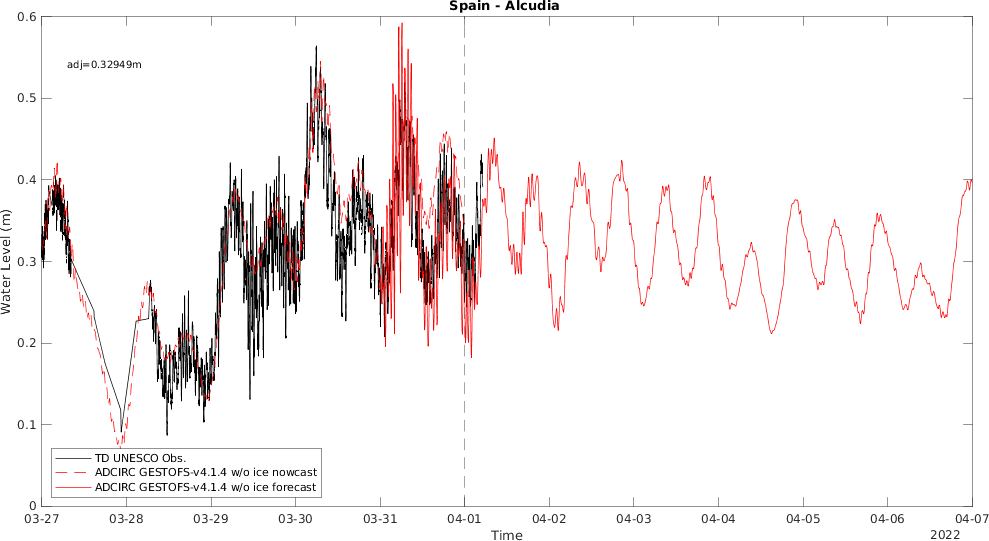 Spain - Alcudia
adj=0.32949m
Water Level (m)
0.6
0.5
0.4
0.3
0.2
0.1
0
TD UNESCO Obs.
ADCIRC GESTOFS-v4.1.4 w/o ice nowcast
ADCIRC GESTOFS-v4.1.4 w/o ice forecast
03-27 03-28 03-29 03-30 03-31 04-01 04-02 04-03 04-04 04-05 04-06 04-07
Time
2022